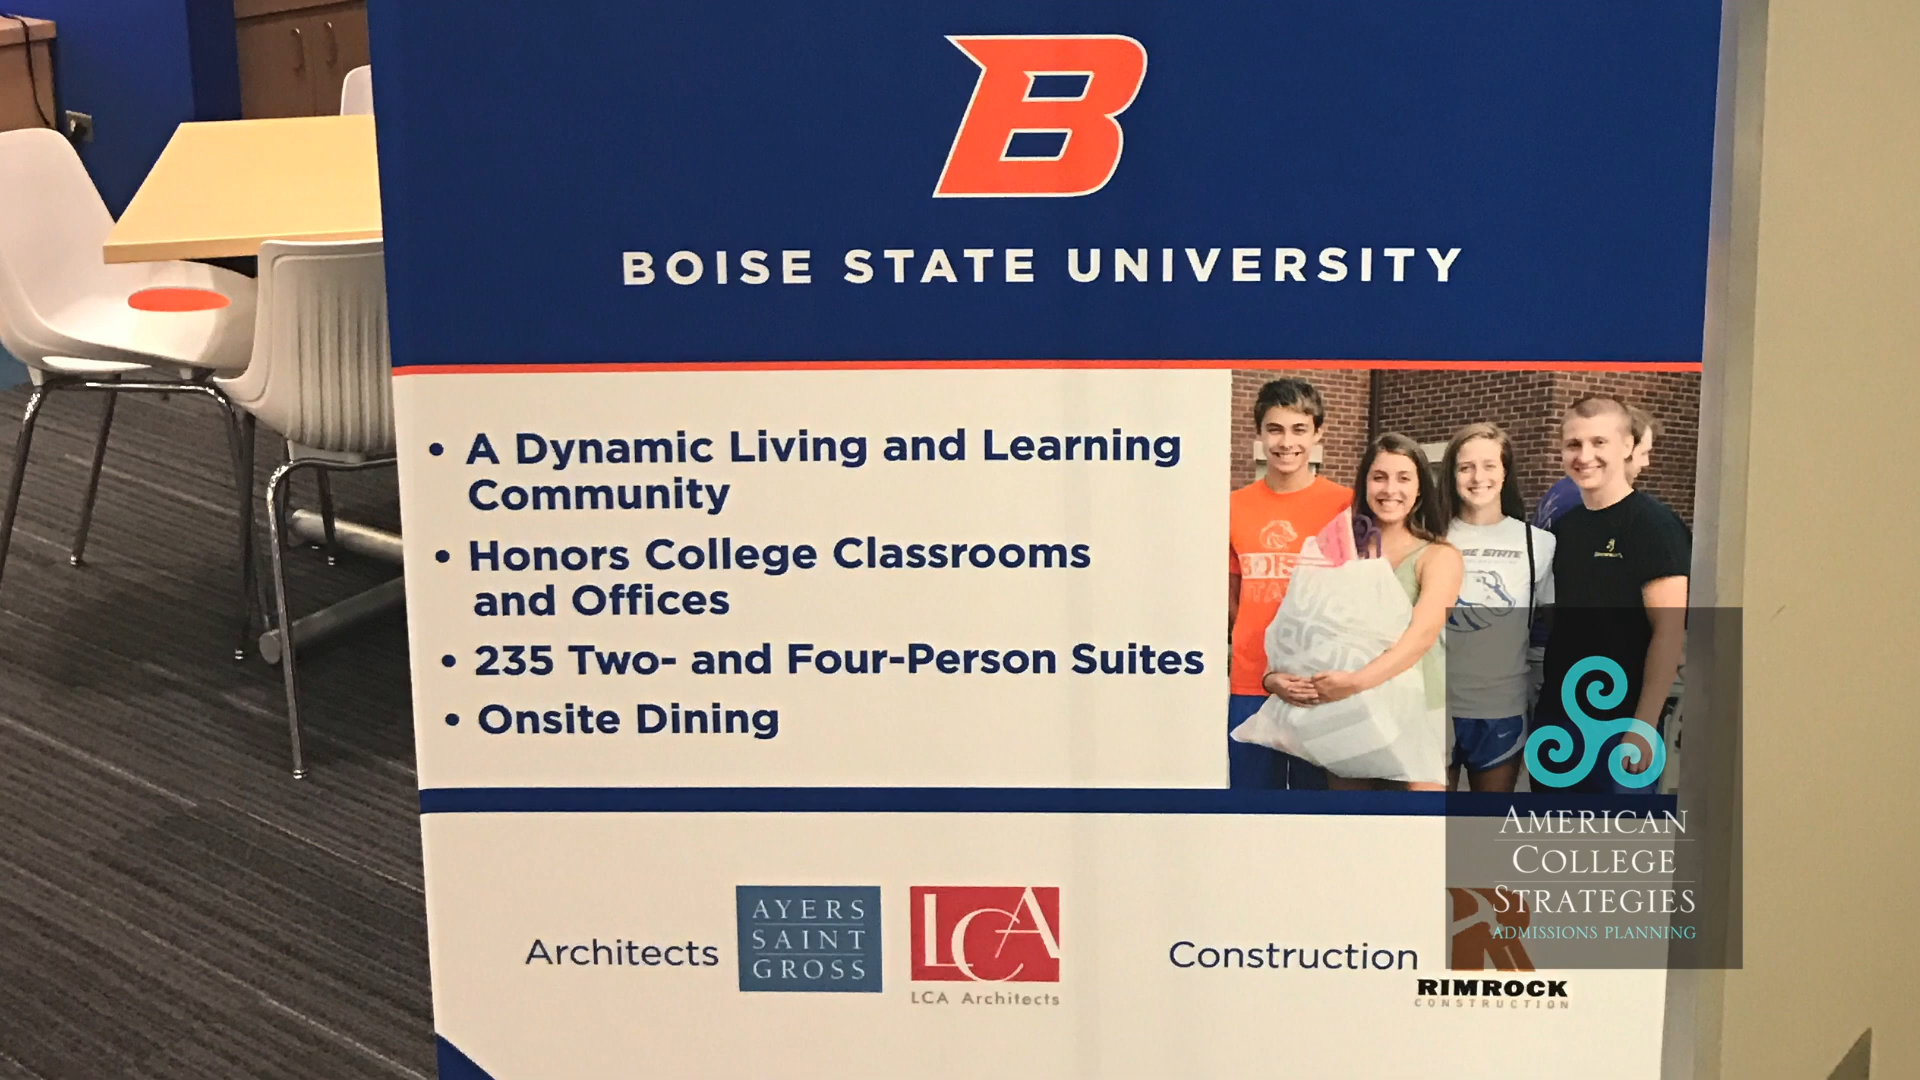 B
BOISE STATE UNIVERSITY
• A Dynamic Living and Learning
Community
• Honors College Classrooms
and Offices
• 235 Two- and Four-Person Suites
• Onsite Dining
STATE
Architects
AYERS
SAINT
GROSS
LCA
LCA Architects
Construction
R
RIMROCK
CONSTRUCTION
AMERICAN
COLLEGE
STRATEGIES
ADMISSIONS PLANNING